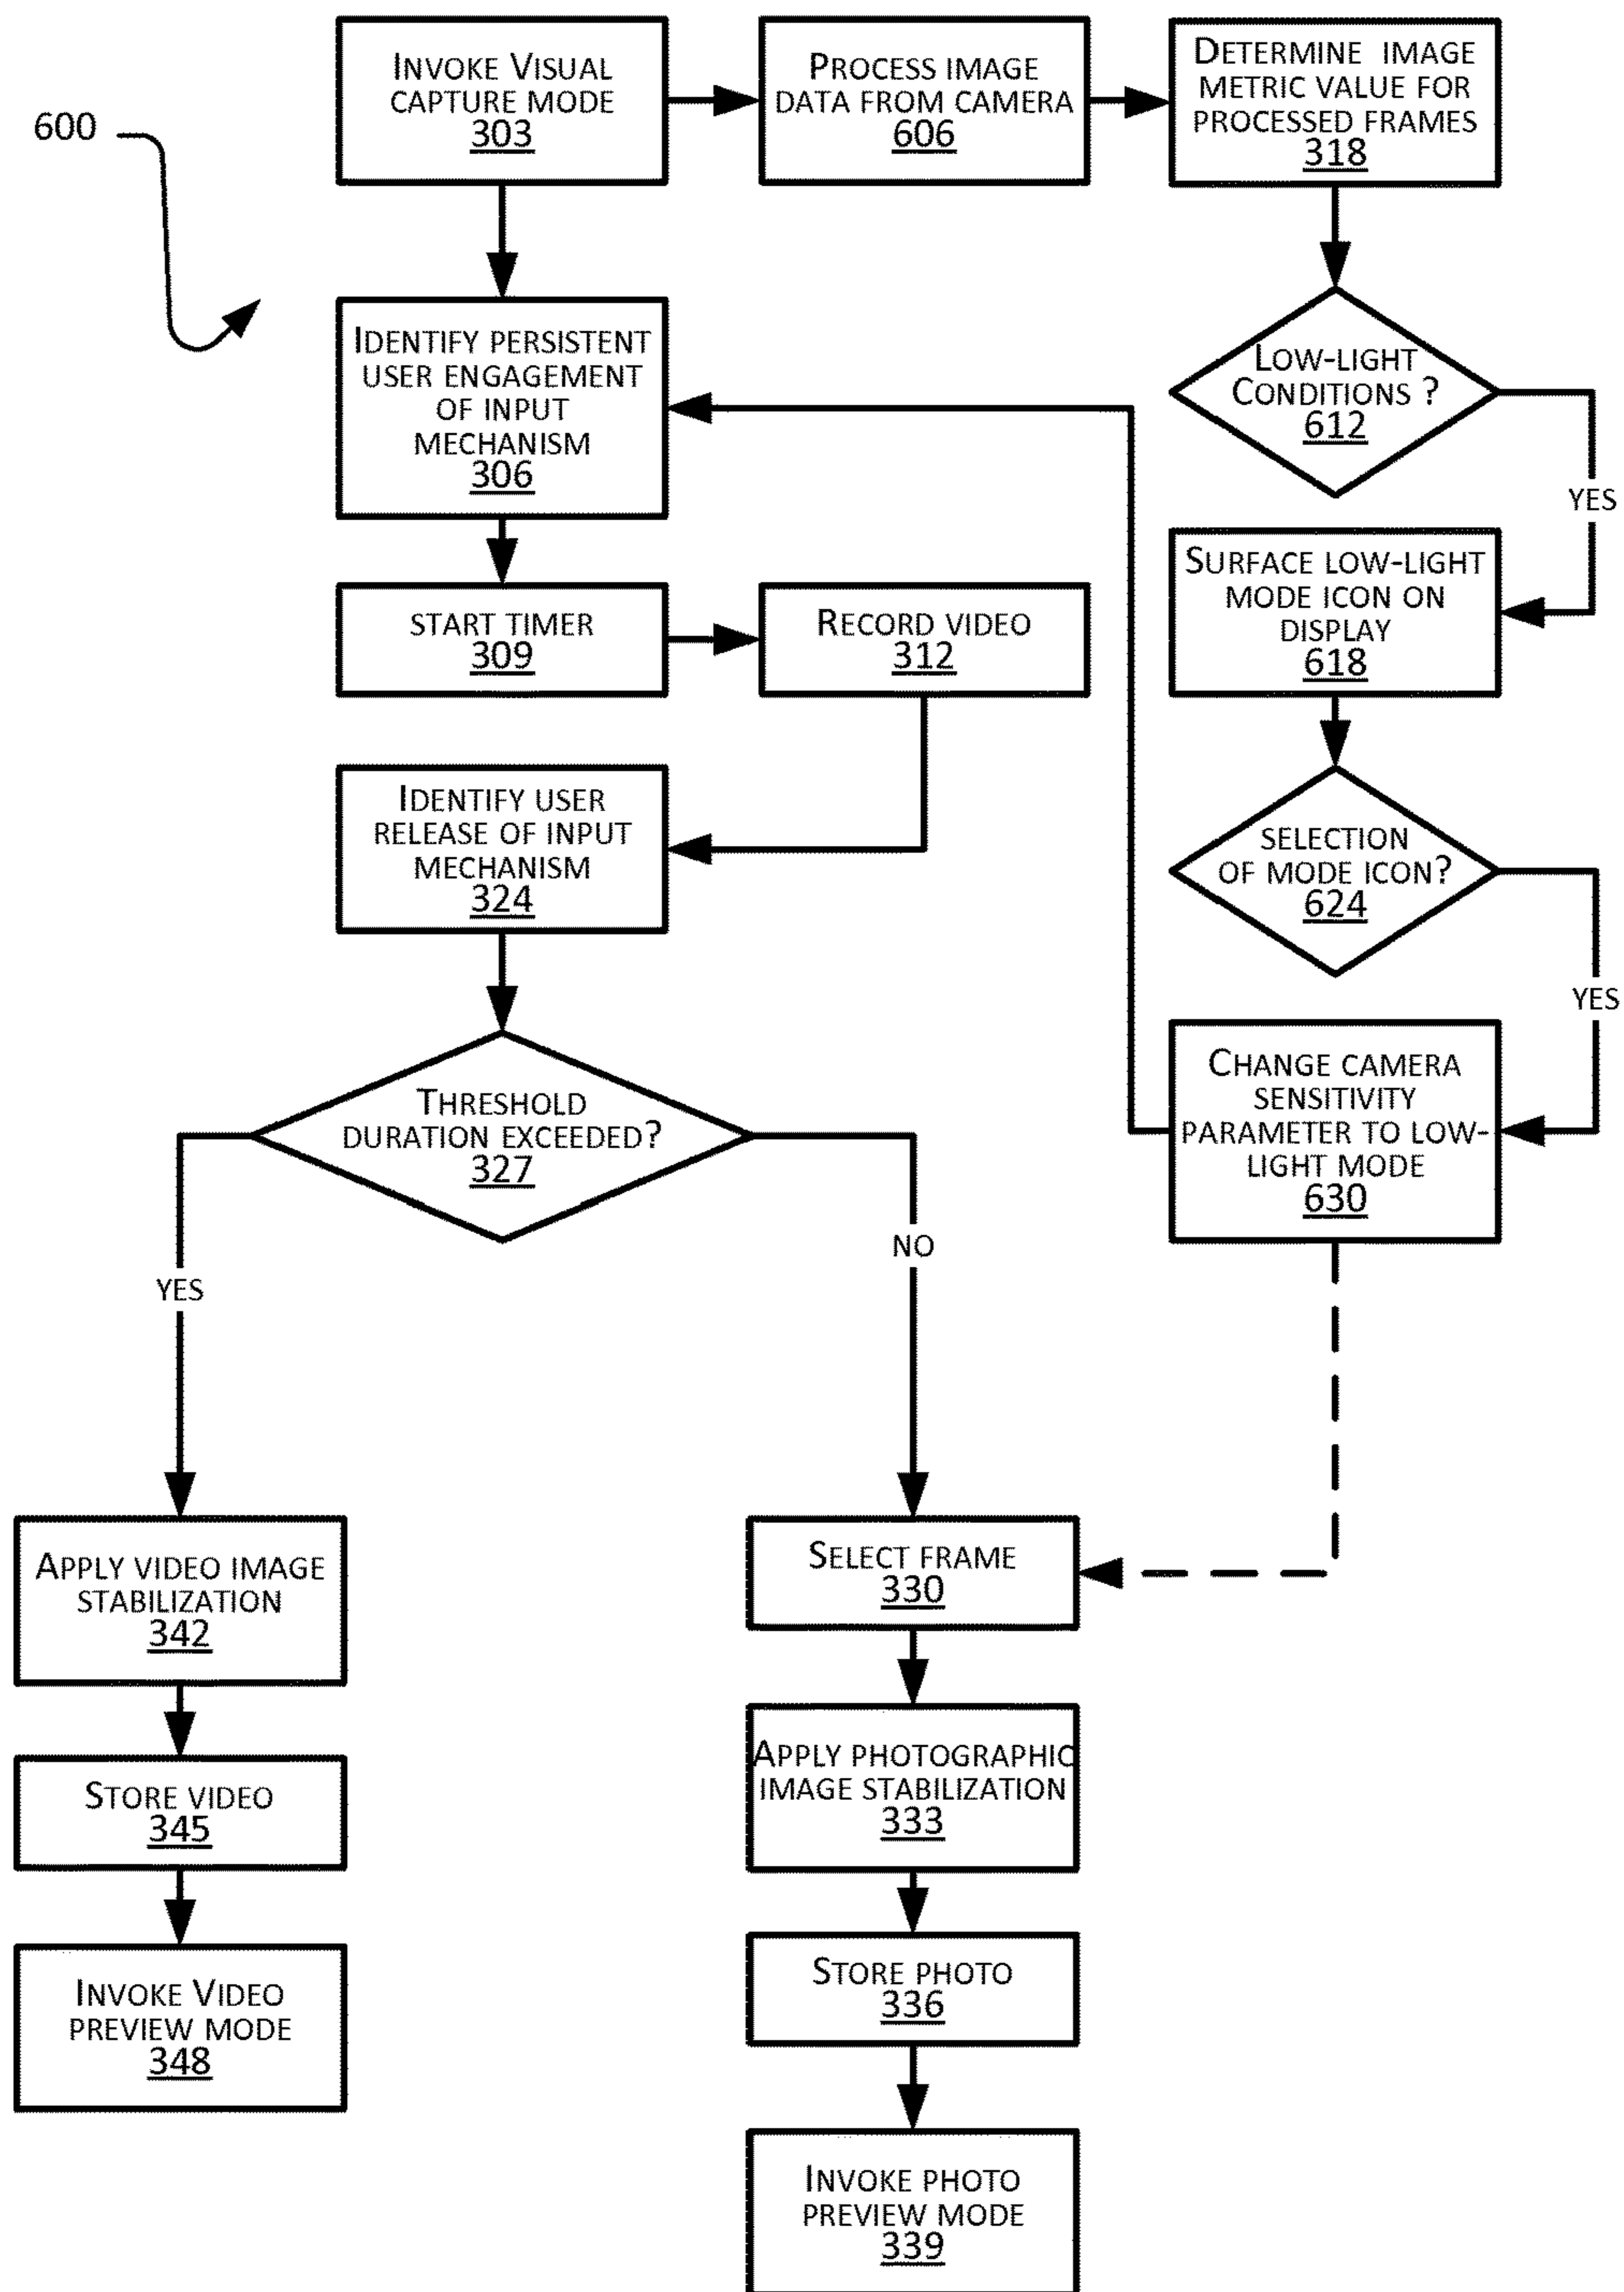 600
Invoke Visual
capture mode
303
Process image
data from camera
606
Determine image
metric value for
processed frames
318
Identify persistent
user engagement
of input
mechanism
306
Low-light
Conditions ?
612
yes
start timer
309
Record video
312
Surface low-light
mode icon on
display
618
Identify user
release of input
mechanism
324
selection
of mode icon?
624
yes
Threshold
duration exceeded?
327
Change camera
sensitivity
parameter to low-
light mode
630
yes
no
Apply video image
stabilization
342
Select frame
330
Store video
345
Apply photographic
image stabilization
333
Invoke Video
preview mode
348
Store photo
336
Invoke photo
preview mode
339